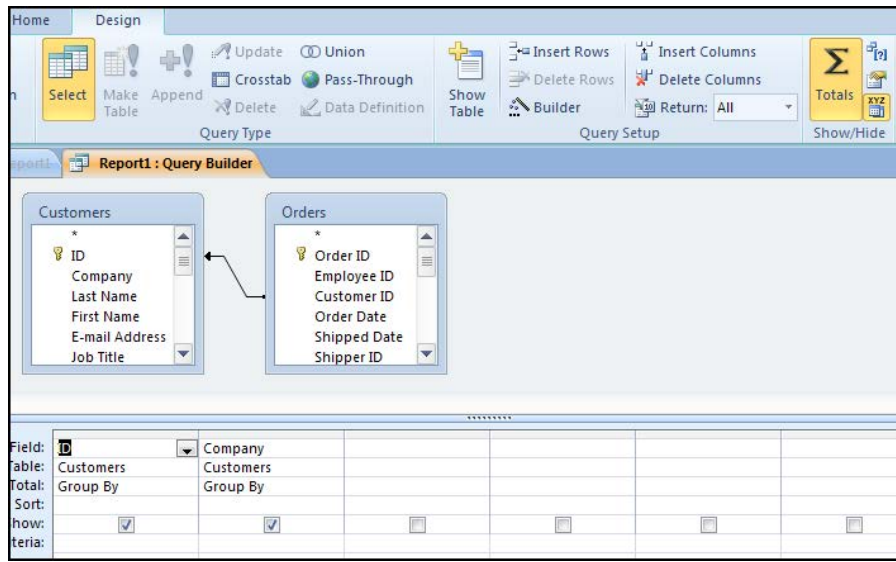 Home Design
Select
Make Table
Append
Update
Crosstab
Delete
Union
Pass-Through
Data Definition
Query Type
Show Table
Insert Rows
Delete Rows
Builder
Insert Columns
Delete Columns
Return: All
Query Setup
Totals
XYZ
Show/Hide
Report1 : Query Builder
Customers
*
ID
Company
Last Name
First Name
E-mail Address
Job Title
Orders
*
Order ID
Employee ID
Customer ID
Order Date
Shipped Date
Shipper ID
Field: ID Company
Table: Customers Customers
Total: Group By Group By
Sort:
how:
teria: